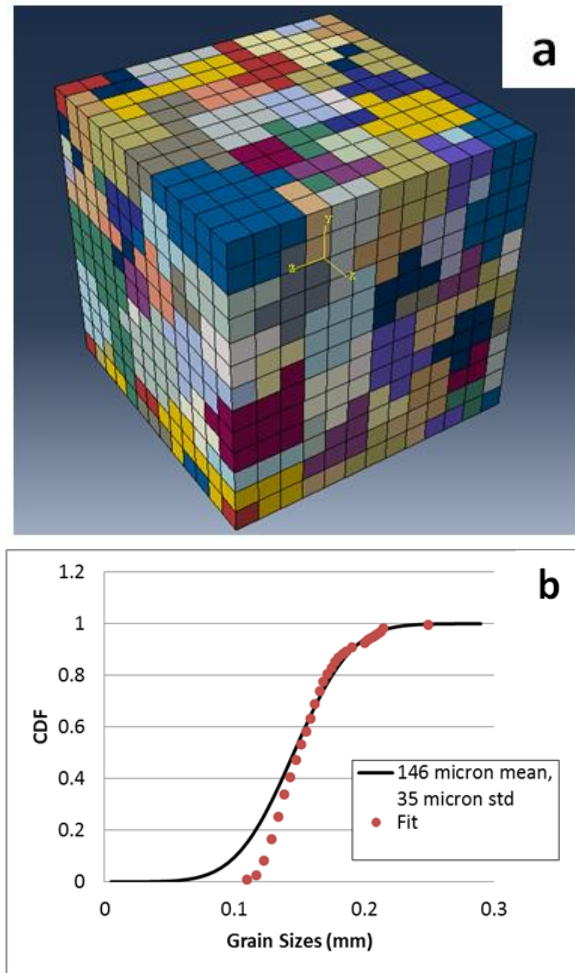 a
y
z
x
b
1.2
1
0.8
0.6
0.4
0.2
0
CDF
146 micron mean,
35 micron std
Fit
0
0.1
0.2
0.3
Grain Sizes (mm)